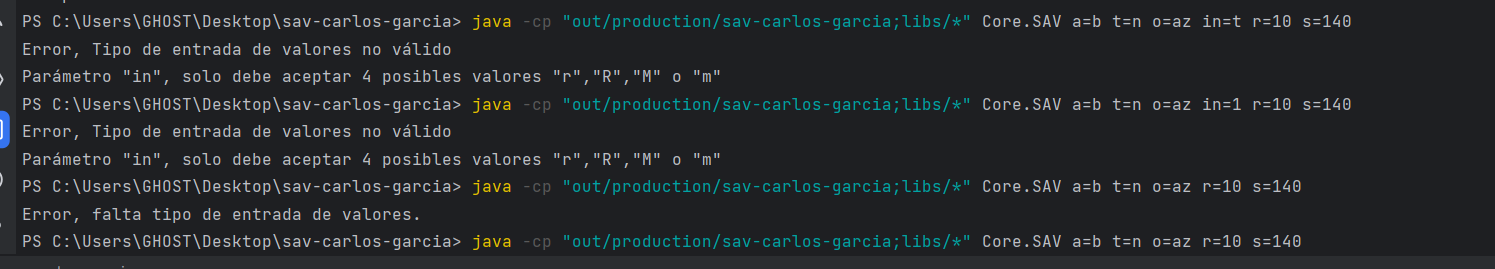 PS C:\Users\GHOST\Desktop\sav-carlos-garcia> java -cp "out/production/sav-carlos-garcia;libs/*" Core.SAV a=b t=n o=az in=t r=10 s=140
Error, Tipo de entrada de valores no válido
Parámetro "in", solo debe aceptar 4 posibles valores "r","R","M" o "m"
PS C:\Users\GHOST\Desktop\sav-carlos-garcia> java -cp "out/production/sav-carlos-garcia;libs/*" Core.SAV a=b t=n o=az in=1 r=10 s=140
Error, Tipo de entrada de valores no válido
Parámetro "in", solo debe aceptar 4 posibles valores "r","R","M" o "m"
PS C:\Users\GHOST\Desktop\sav-carlos-garcia> java -cp "out/production/sav-carlos-garcia;libs/*" Core.SAV a=b t=n o=az r=10 s=140
Error, falta tipo de entrada de valores.
PS C:\Users\GHOST\Desktop\sav-carlos-garcia> java -cp "out/production/sav-carlos-garcia;libs/*" Core.SAV a=b t=n o=az r=10 s=140